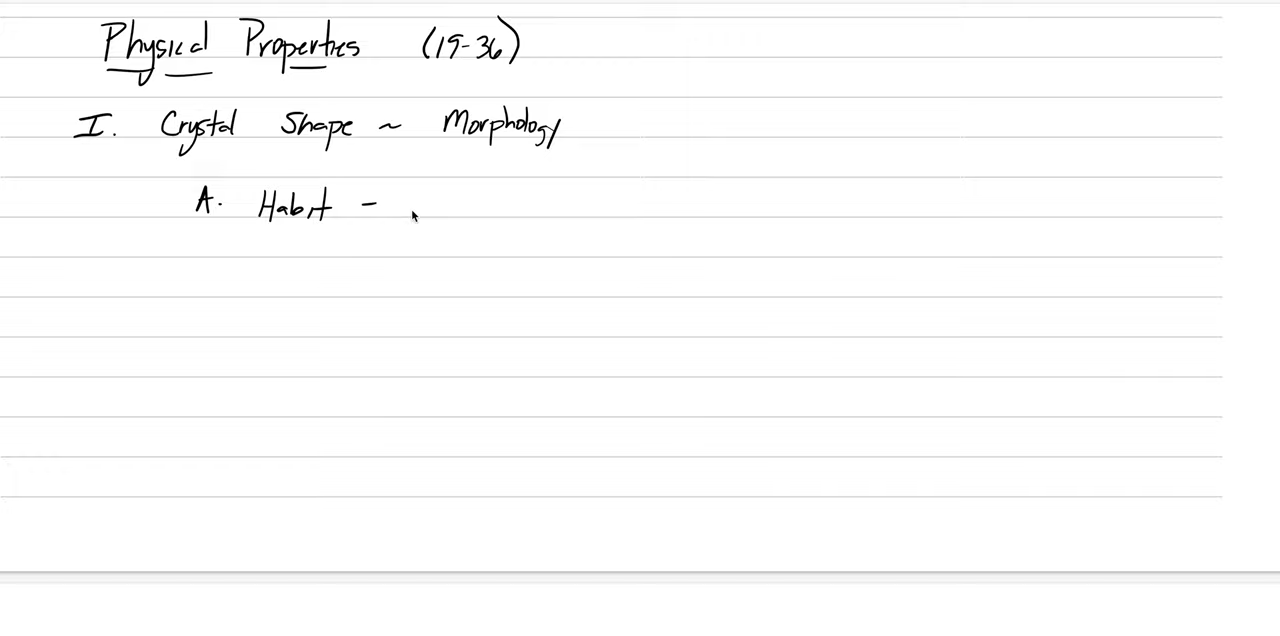 Physical Properties (19-36)
I. Crystal Shape ~ Morphology
A. Habit -